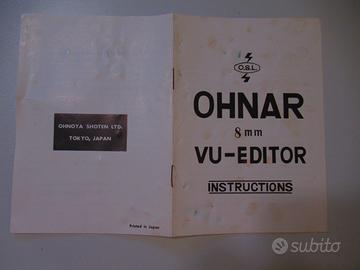 OHNOYA SHOTEN LTD.
TOKYO, JAPAN
Printed in Japan
O.S.L.
OHNAR
8mm
VU-EDITOR
INSTRUCTIONS
subito